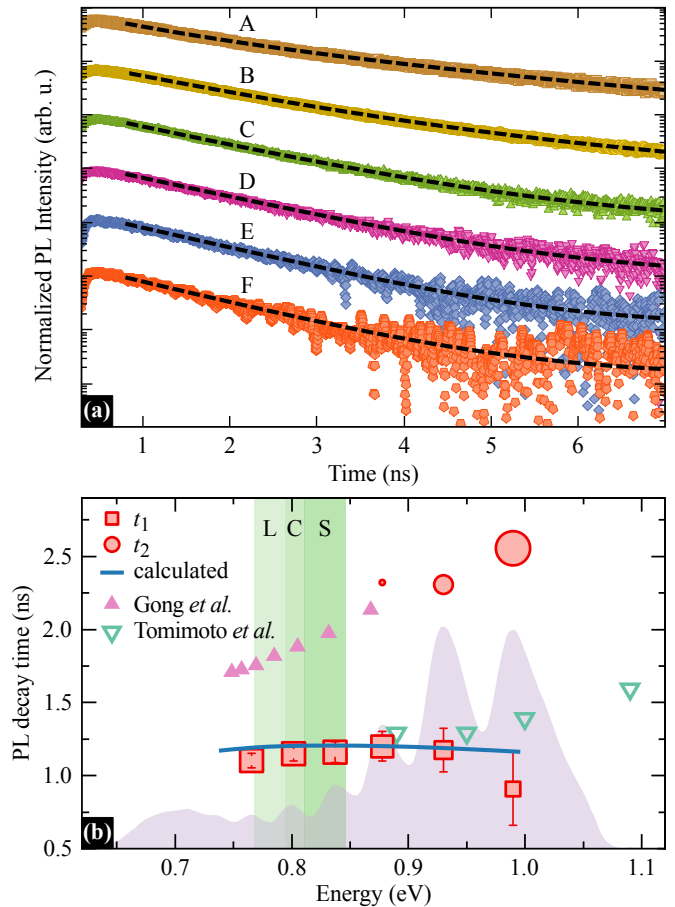 Normalized PL Intensity (arb. u.)
A
B
C
D
E
F
(a)
1 2 3 4 5 6
Time (ns)
PL decay time (ns)
2.5
2.0
1.5
1.0
0.5
t1
t2
calculated
Gong et al.
Tomimoto et al.
L C S
(b)
0.7 0.8 0.9 1.0 1.1
Energy (eV)